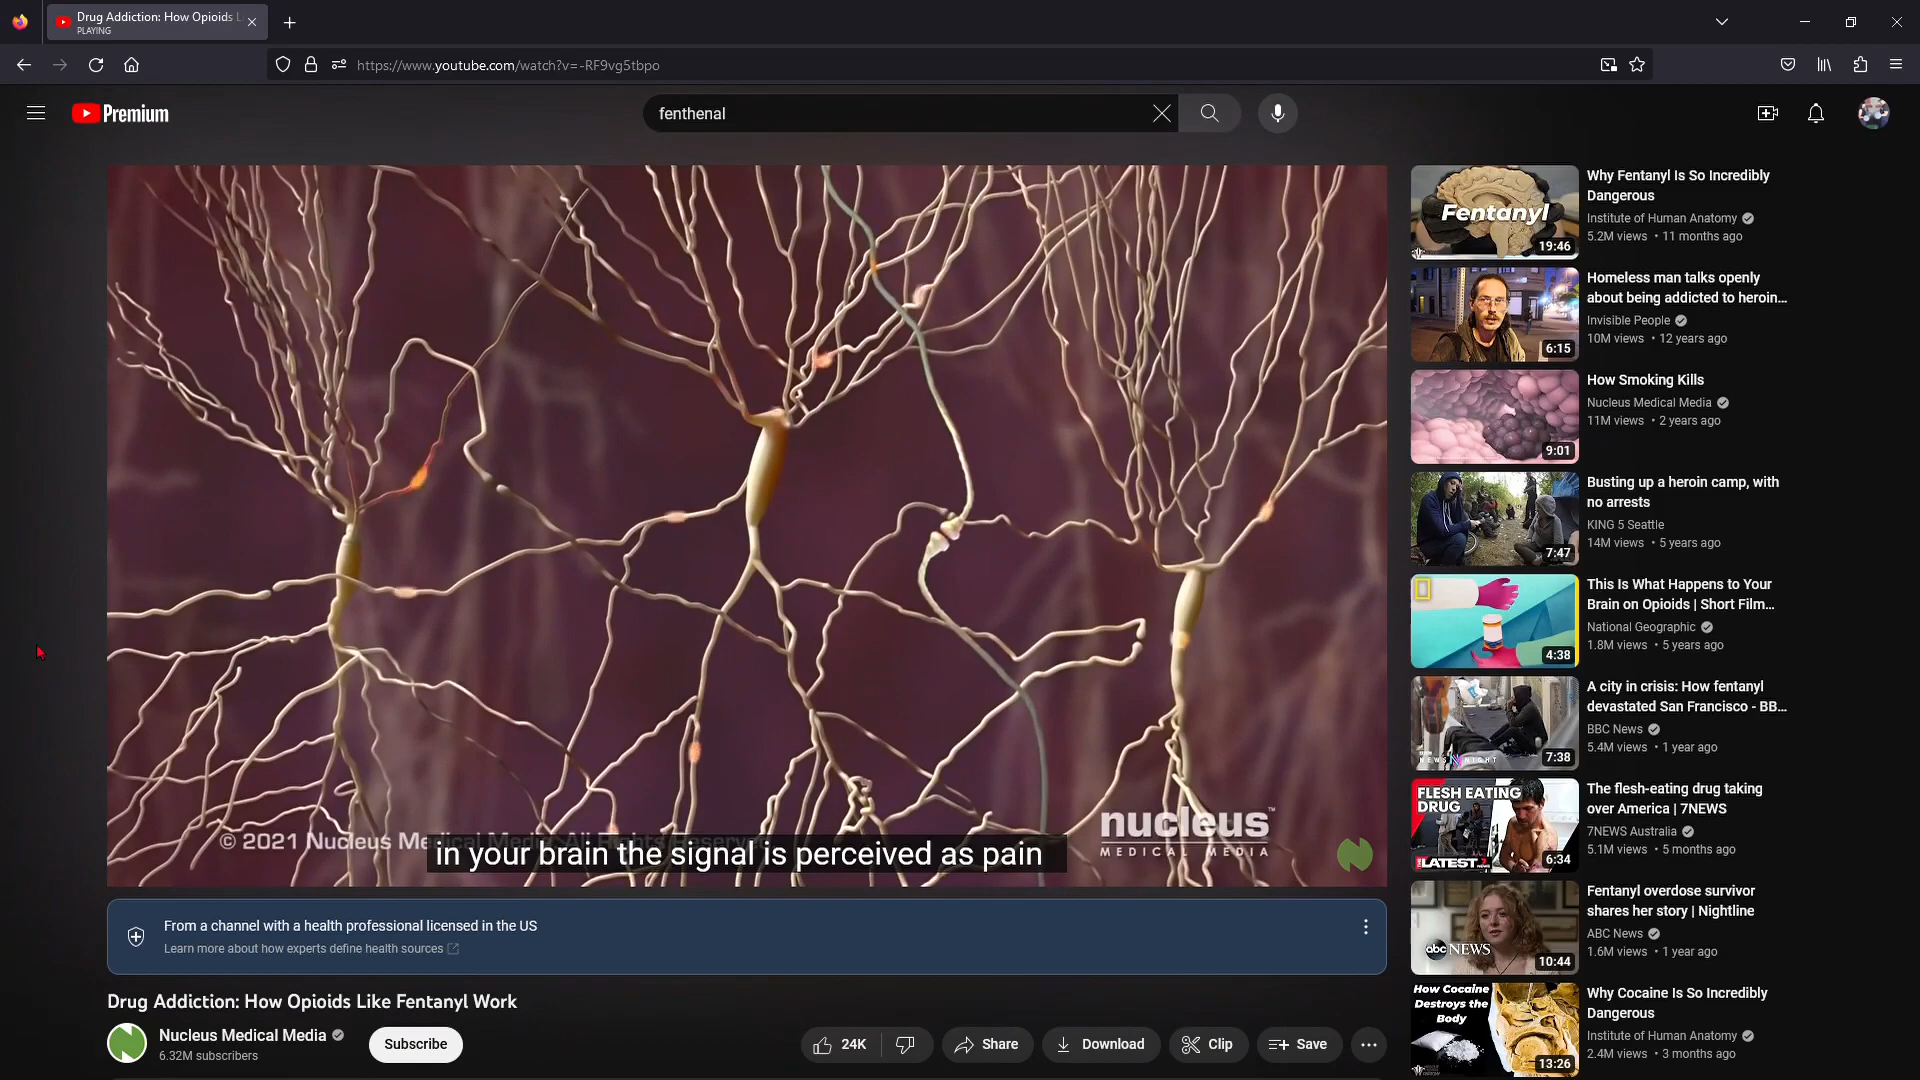 Drug Addiction: How Opioids L
PLAYING
https://www.youtube.com/watch?v=-RF9vg5tbpo
Premium
fenthenal
© 2021 Nucleus Medical Media, All Rights Reserved
in your brain the signal is perceived as pain
nucleus™
MEDICAL MEDIA
From a channel with a health professional licensed in the US
Learn more about how experts define health sources
Drug Addiction: How Opioids Like Fentanyl Work
Nucleus Medical Media
6.32M subscribers
Subscribe
24K
Share
Download
Clip
Save
Fentanyl
19:46
Why Fentanyl Is So Incredibly
Dangerous
Institute of Human Anatomy
5.2M views • 11 months ago
6:15
Homeless man talks openly
about being addicted to heroin...
Invisible People
10M views • 12 years ago
9:01
How Smoking Kills
Nucleus Medical Media
11M views • 2 years ago
7:47
Busting up a heroin camp, with
no arrests
KING 5 Seattle
14M views • 5 years ago
4:38
This Is What Happens to Your
Brain on Opioids | Short Film...
National Geographic
1.8M views • 5 years ago
NEWSNIGHT
7:38
A city in crisis: How fentanyl
devastated San Francisco - BB...
BBC News
5.4M views • 1 year ago
FLESH EATING
DRUG
LATEST
6:34
The flesh-eating drug taking
over America | 7NEWS
7NEWS Australia
5.1M views • 5 months ago
abc NEWS
10:44
Fentanyl overdose survivor
shares her story | Nightline
ABC News
1.6M views • 1 year ago
How Cocaine
Destroys the
Body
13:26
Why Cocaine Is So Incredibly
Dangerous
Institute of Human Anatomy
2.4M views • 3 months ago